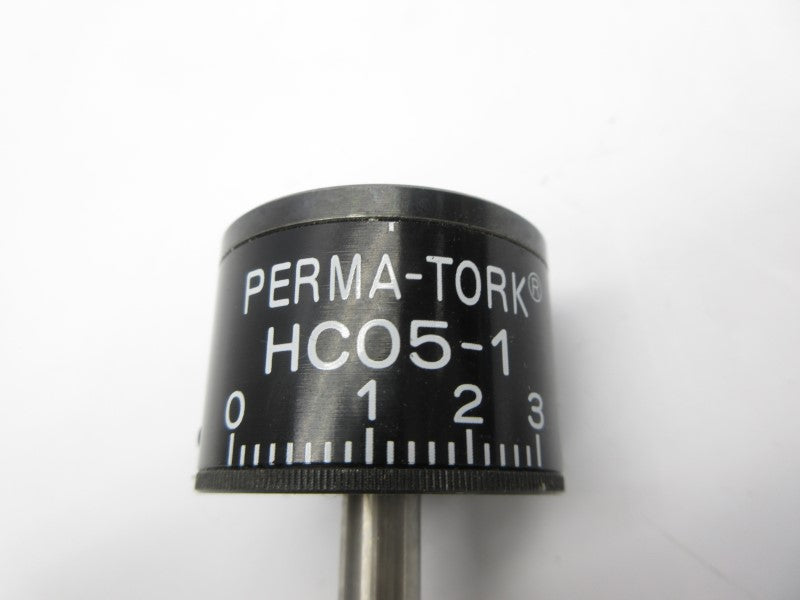 PERMA-TORK®
HC05-1
0 1 2 3